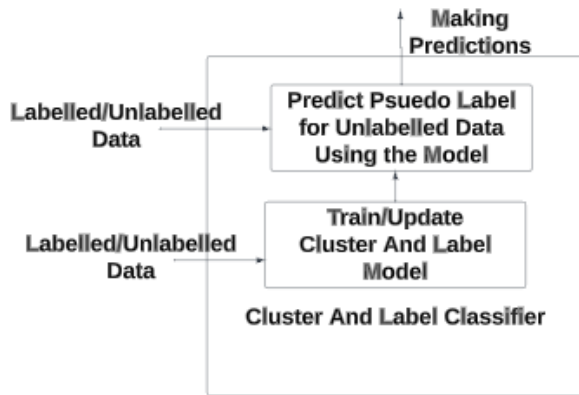 Making
Predictions
Predict Psuedo Label
for Unlabelled Data
Using the Model
Labelled/Unlabelled
Data
Train/Update
Cluster And Label
Model
Labelled/Unlabelled
Data
Cluster And Label Classifier